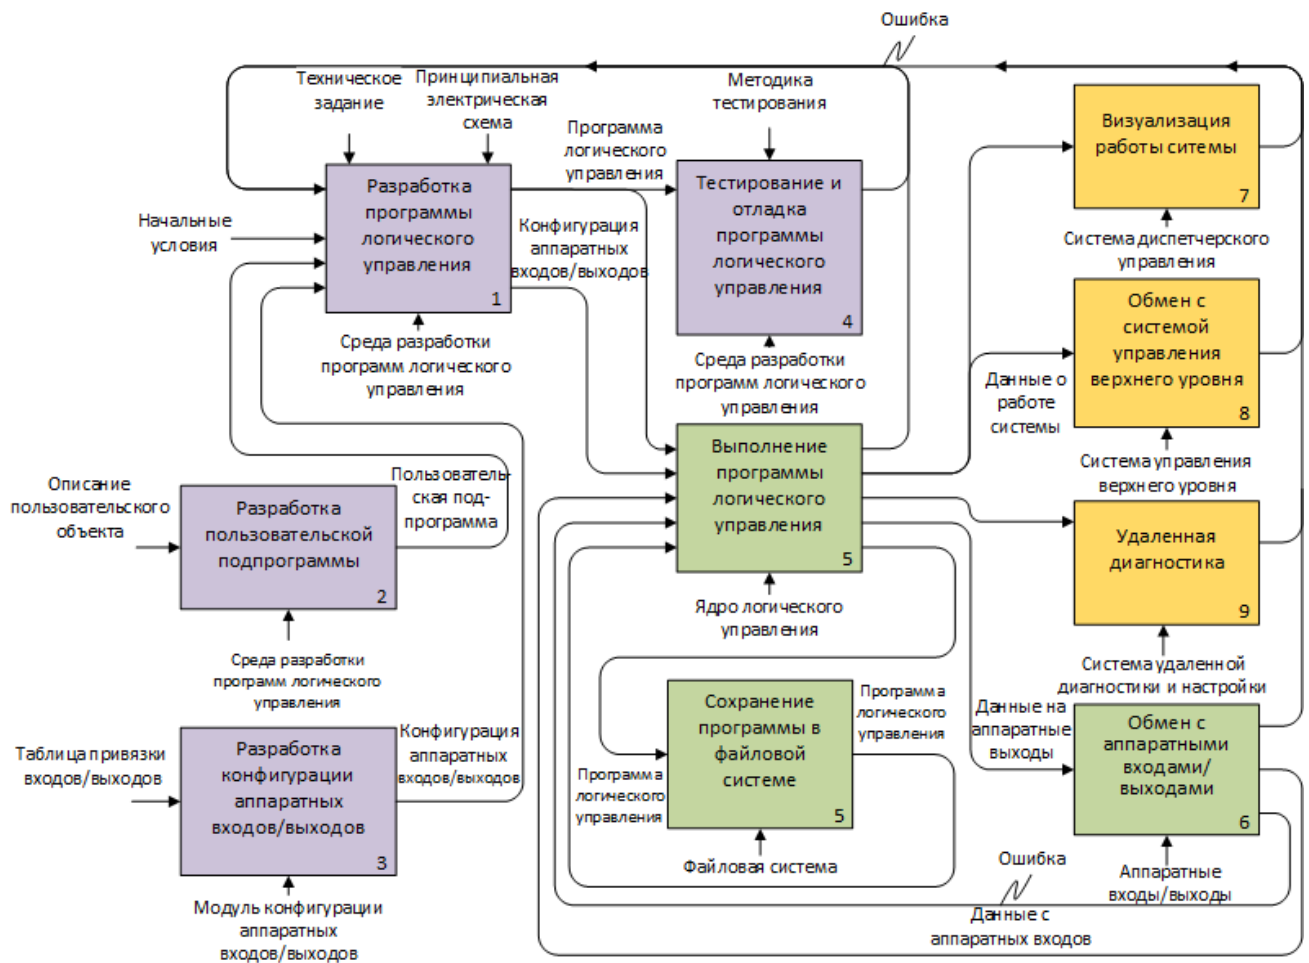 Ошибка
Техническое
задание
Принципиальная
электрическая
схема
Методика
тестирования
Программа
логического
управления
Разработка
программы
логического
управления
1
Тестирование и
отладка
программы
логического
управления
4
Визуализация
работы ситемы
7
Начальные
условия
Конфигурация
аппаратных
входов/выходов
Система диспетчерского
управления
Среда разработки
программ логического
управления
Среда разработки
программ логического
управления
Обмен с
системой
управления
верхнего уровня
8
Данные о
работе
системы
Система управления
верхнего уровня
Выполнение
программы
логического
управления
5
Описание
пользовательского
объекта
Разработка
пользовательской
подпрограммы
2
Пользователь-
ская под-
программа
Удаленная
диагностика
9
Ядро логического
управления
Среда разработки
программ логического
управления
Система удаленной
диагностики и настройки
Сохранение
программы в
файловой
системе
5
Программа
логического
управления
Данные на
аппаратные
выходы
Обмен с
аппаратными
входами/
выходами
6
Таблица привязки
входов/выходов
Разработка
конфигурации
аппаратных
входов/выходов
3
Конфигурация
аппаратных
входов/выходов
Программа
логического
управления
Файловая система
Ошибка
Аппаратные
входы/выходы
Модуль конфигурации
аппаратных
входов/выходов
Данные с
аппаратных входов